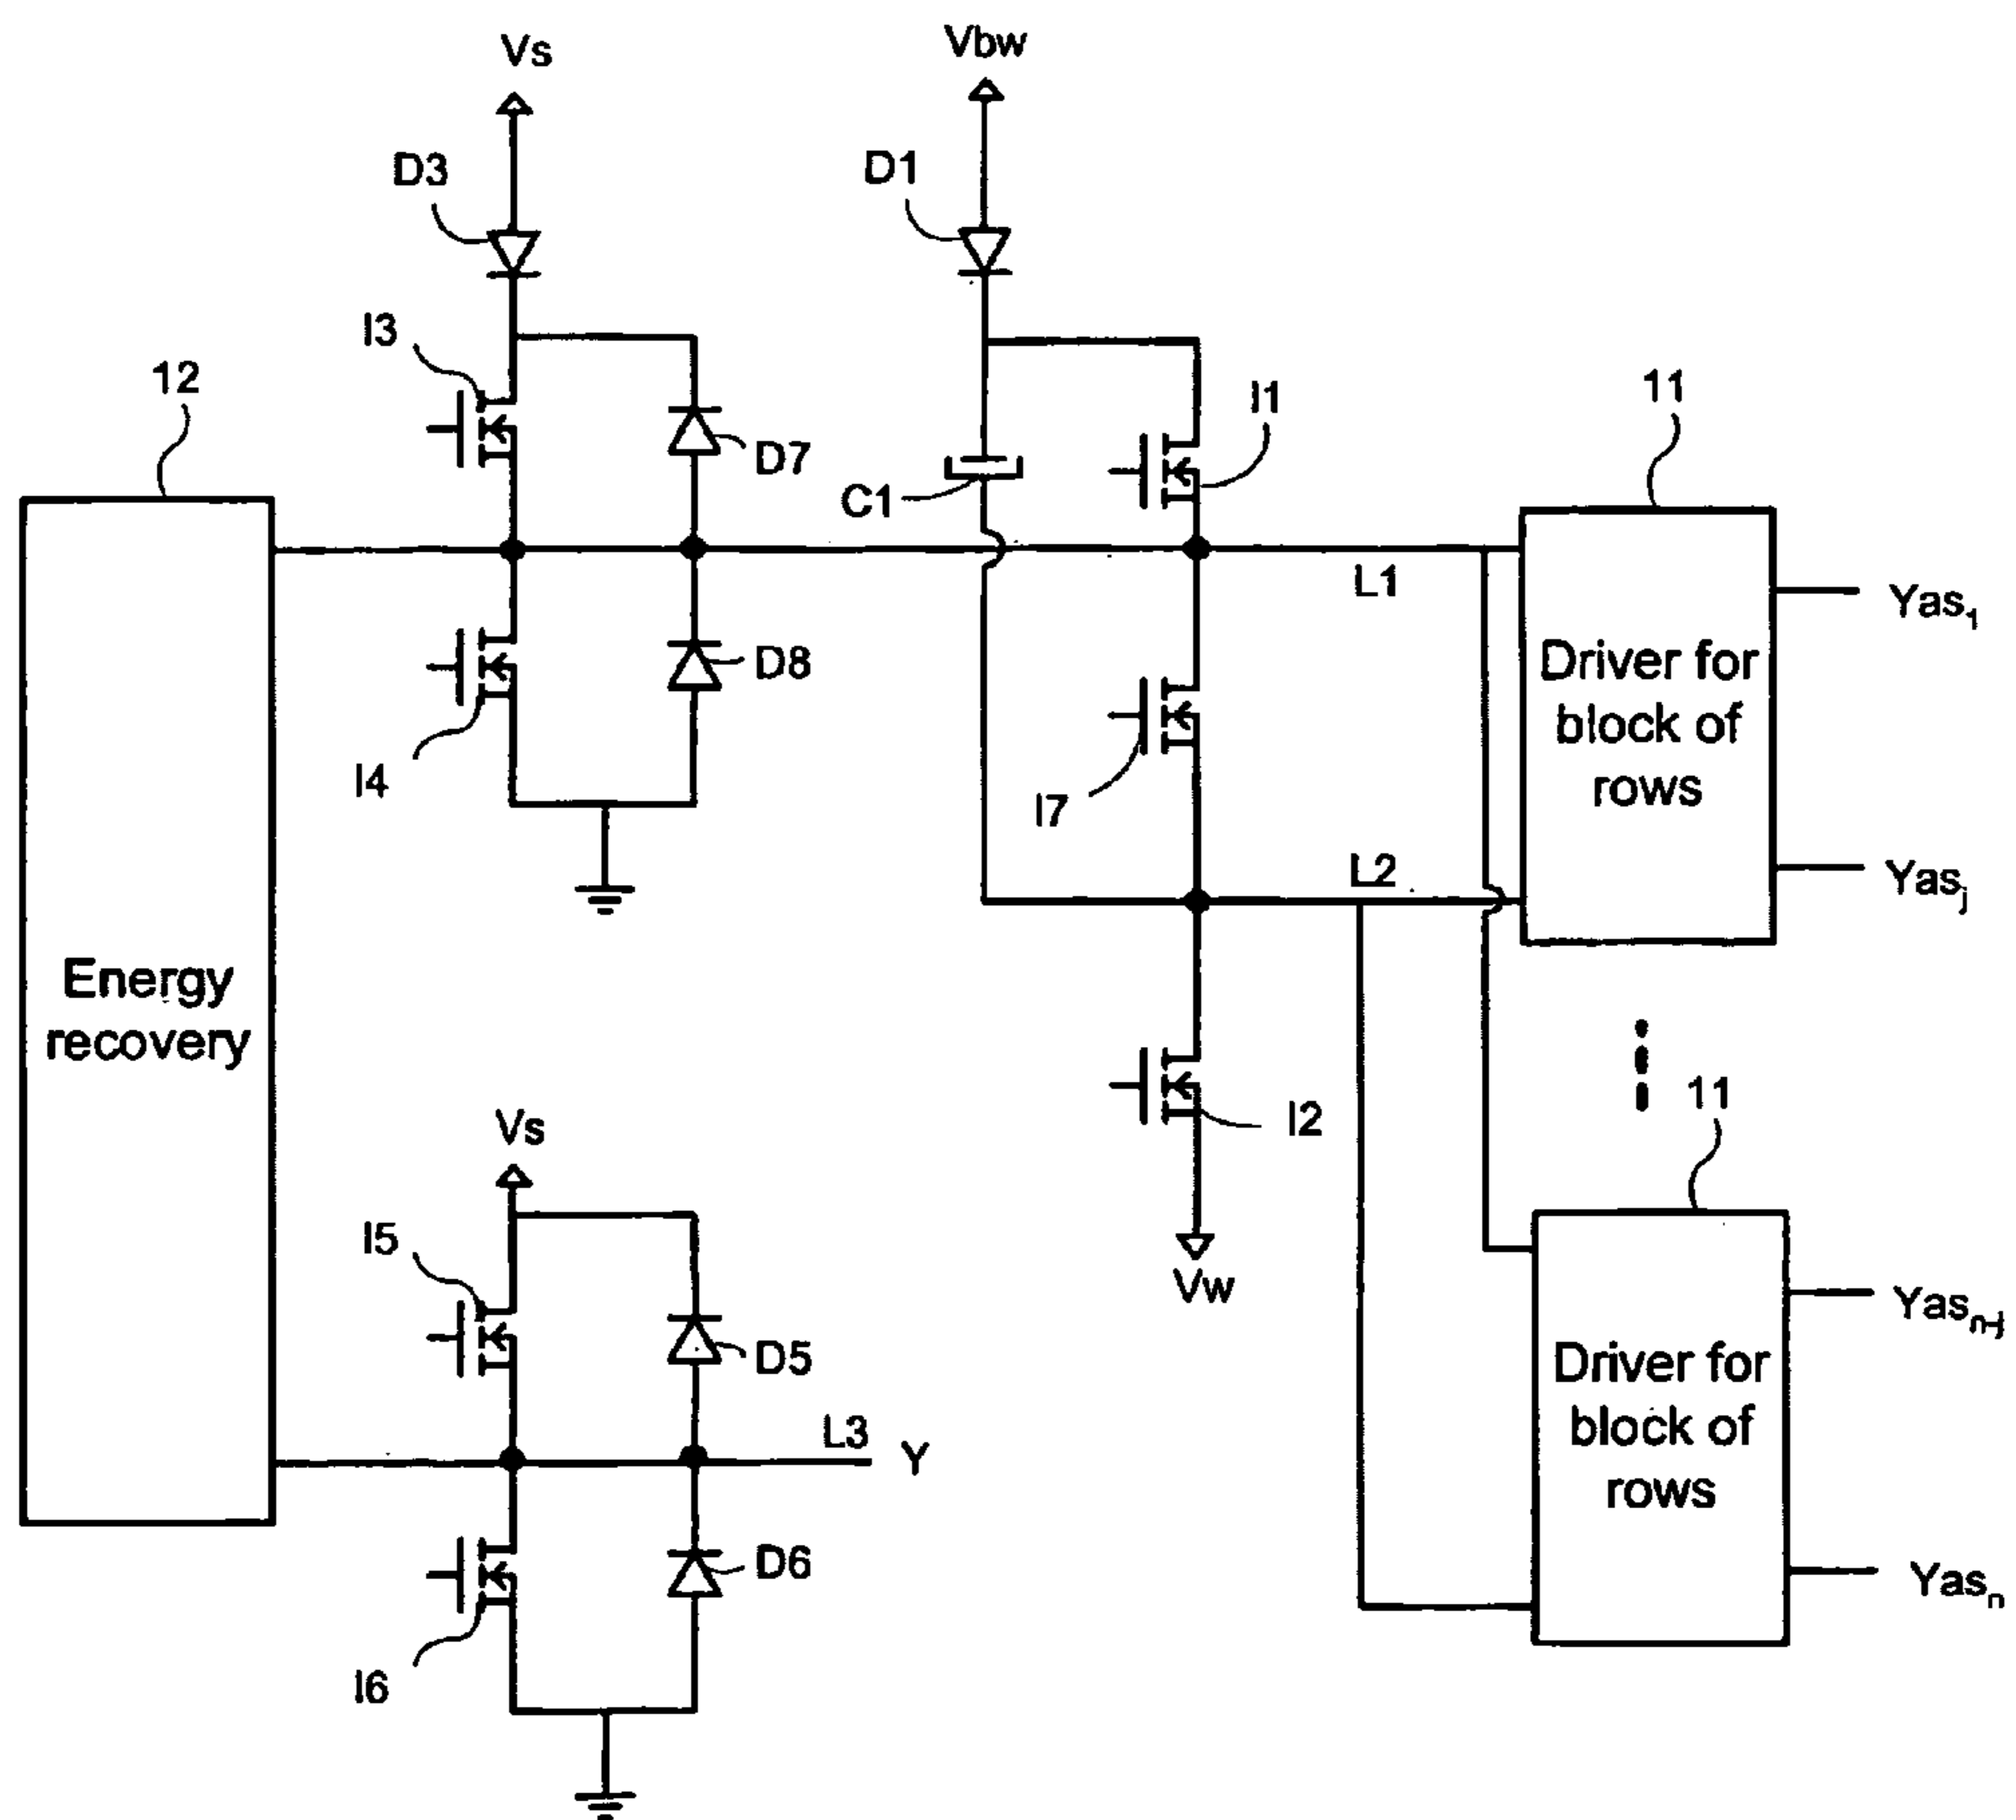 Vs
Vbw
D3
D1
I3
12
11
I1
D7
C1
L1
Yas1
D8
Driver for
block of
rows
I4
I7
L2
Yasj
Energy
recovery
Vs
11
I2
I5
Vw
Yasn-j
D5
Driver for
block of
rows
L3
Y
D6
Yasn
I6